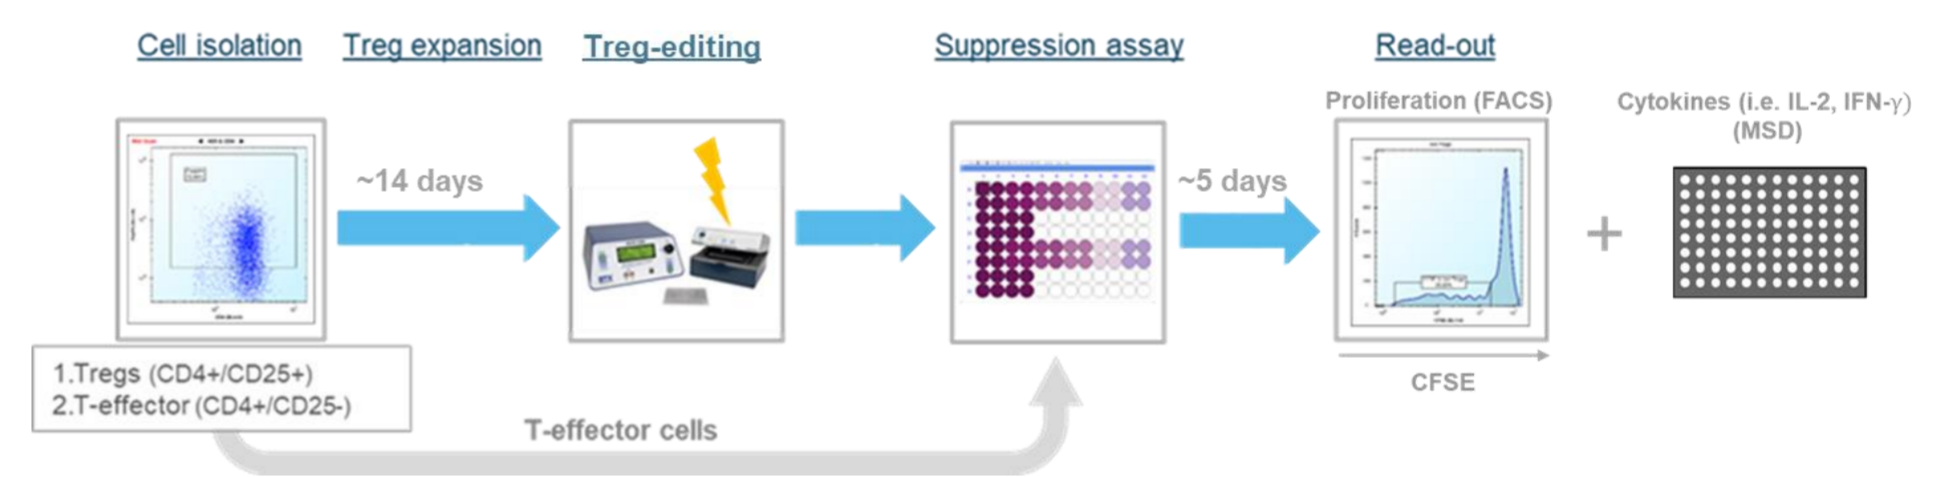 Cell isolation
Treg expansion
Treg-editing
Suppression assay
Read-out
Proliferation (FACS)
Cytokines (i.e. IL-2, IFN-γ)
(MSD)
~14 days
~5 days
+
CFSE
1.Tregs (CD4+/CD25+)
2.T-effector (CD4+/CD25-)
T-effector cells